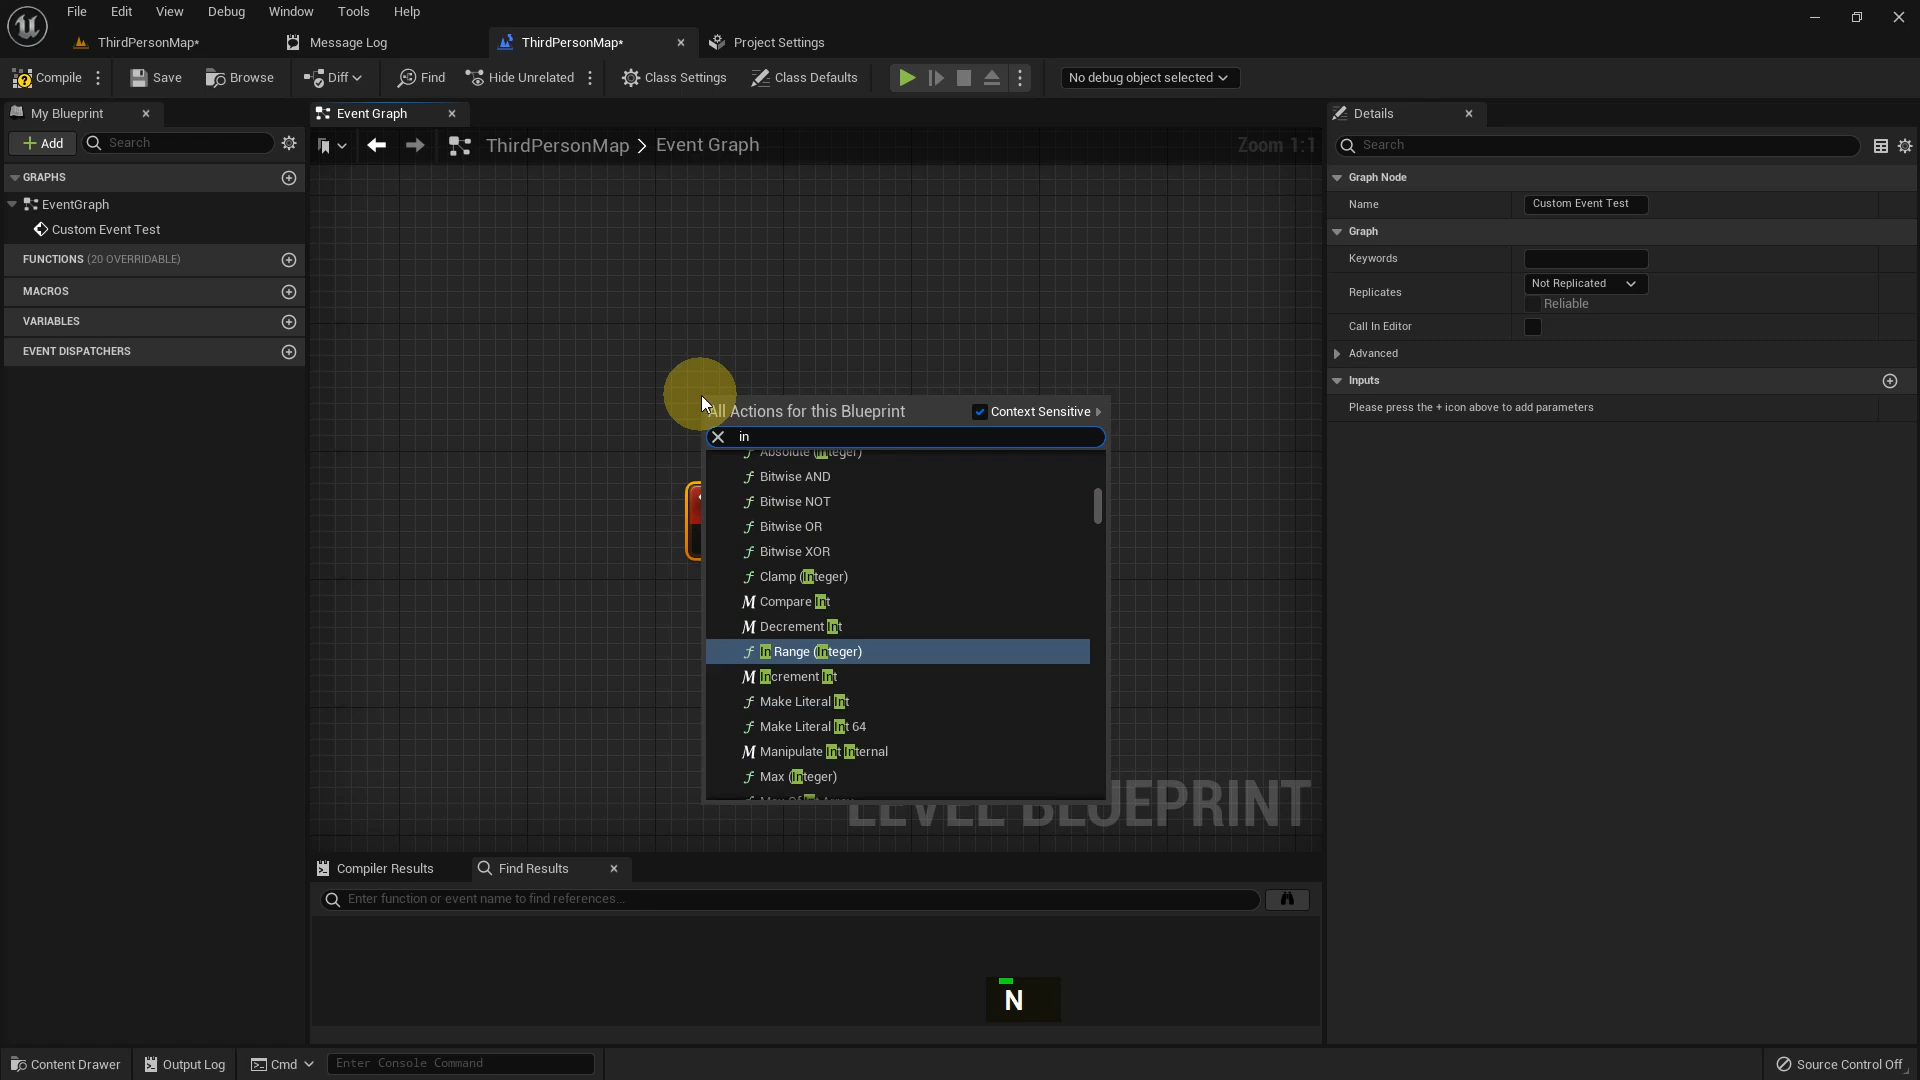 File Edit View Debug Window Tools Help
ThirdPersonMap* Message Log ThirdPersonMap* Project Settings
Compile Save Browse Diff Find Hide Unrelated Class Settings Class Defaults No debug object selected
My Blueprint Event Graph Details
Add Search ThirdPersonMap > Event Graph Zoom 1:1 Search
GRAPHS Graph Node
EventGraph Name Custom Event Test
Custom Event Test Graph
FUNCTIONS (20 OVERRIDABLE) Keywords
MACROS Replicates Not Replicated
Reliable
VARIABLES Call In Editor
EVENT DISPATCHERS Advanced
Inputs
Please press the + icon above to add parameters
All Actions for this Blueprint Context Sensitive
in
Absolute (Integer)
Bitwise AND
Bitwise NOT
Bitwise OR
Bitwise XOR
Clamp (Integer)
Compare Int
Decrement Int
In Range (Integer)
Increment Int
Make Literal Int
Make Literal Int 64
Manipulate Int Internal
Max (Integer)
LEVEL BLUEPRINT
Compiler Results Find Results
Enter function or event name to find references...
N
Content Drawer Output Log Cmd Enter Console Command Source Control Off